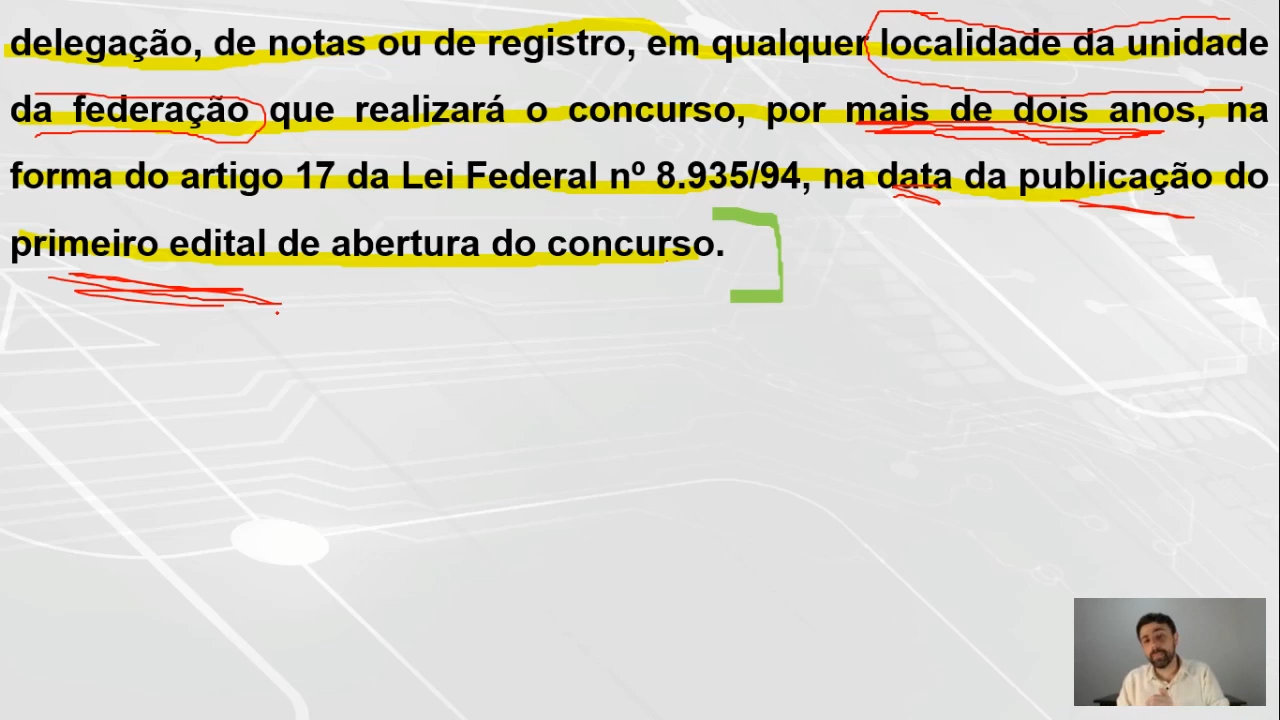 delegação, de notas ou de registro, em qualquer localidade da unidade
da federação que realizará o concurso, por mais de dois anos, na
forma do artigo 17 da Lei Federal nº 8.935/94, na data da publicação do
primeiro edital de abertura do concurso.